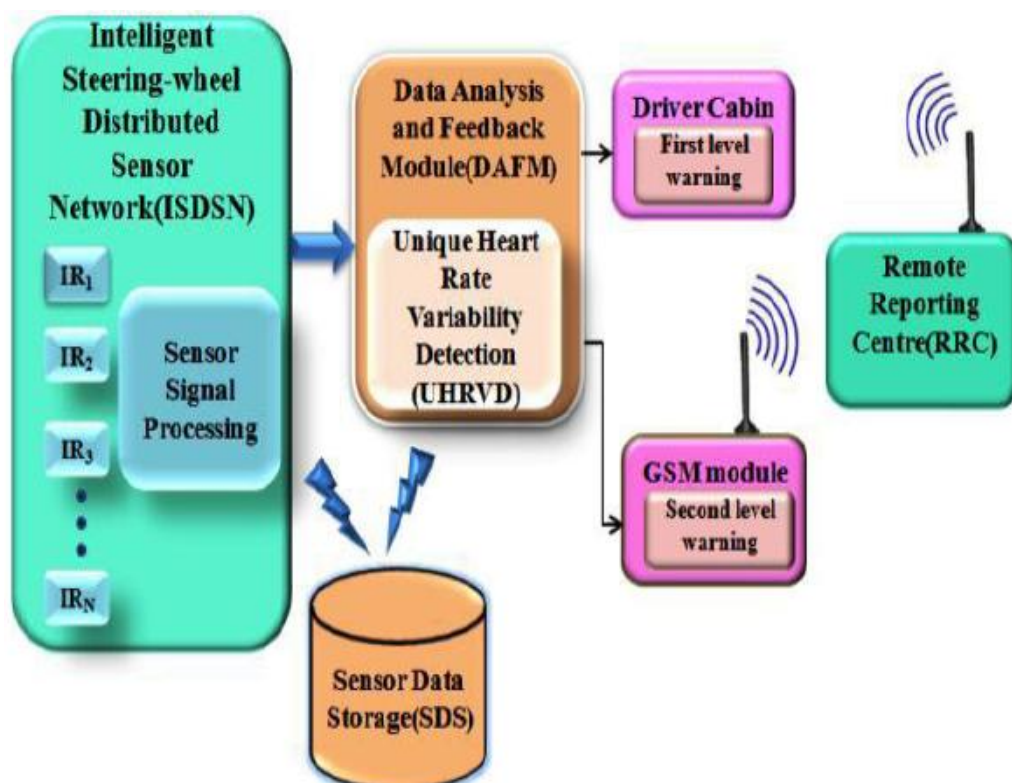 Intelligent
Steering-wheel
Distributed
Sensor
Network(ISDSN)
IR1
IR2
IR3
IRN
Sensor
Signal
Processing
Data Analysis
and Feedback
Module(DAFM)
Unique Heart
Rate
Variability
Detection
(UHRVD)
Driver Cabin
First level
warning
GSM module
Second level
warning
Remote
Reporting
Centre(RRC)
Sensor Data
Storage(SDS)